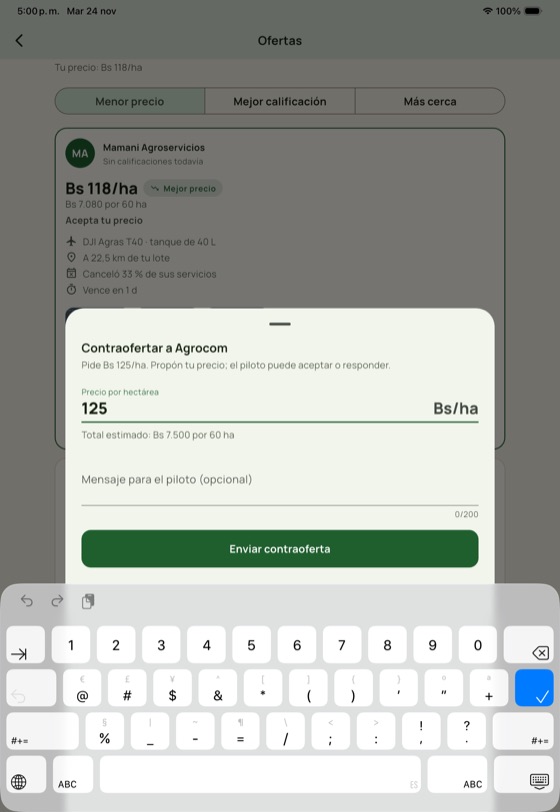 5:00 p. m. Mar 24 nov
100%
Ofertas
Tu precio: Bs 118/ha
Menor precio
Mejor calificación
Más cerca
MA
Mamani Agroservicios
Sin calificaciones todavía
Bs 118/ha
Mejor precio
Bs 7.080 por 60 ha
Acepta tu precio
DJI Agras T40 · tanque de 40 L
A 22,5 km de tu lote
Canceló 33 % de sus servicios
Vence en 1 d
Contraofertar a Agrocom
Pide Bs 125/ha. Propón tu precio; el piloto puede aceptar o responder.
Precio por hectárea
125 Bs/ha
Total estimado: Bs 7.500 por 60 ha
Mensaje para el piloto (opcional)
0/200
Enviar contraoferta
1 2 3 4 5 6 7 8 9 0
€ £ ¥ ^ [ ] { } º ª
@ # $ & * ( ) ' " +
§ | ~ ¶ \ < > ! ?
#+= % _ - = / ; : , . #+=
ABC ES ABC